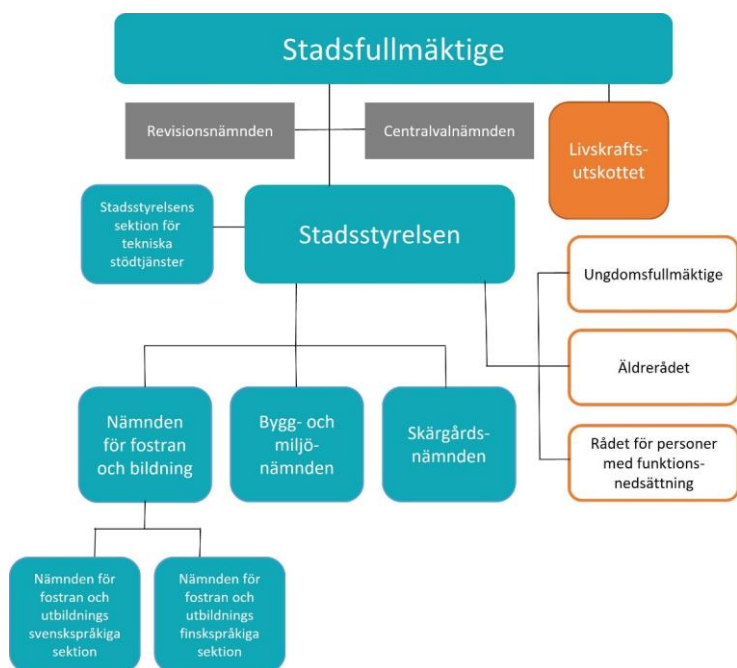 Stadsfullmäktige
Revisionsnämnden
Centralvalnämnden
Livskrafts-
utskottet
Stadsstyrelsens
sektion för
tekniska
stödtjänster
Stadsstyrelsen
Ungdomsfullmäktige
Äldrerådet
Rådet för personer
med funktions-
nedsättning
Nämnden
för fostran
och bildning
Bygg- och
miljö-
nämnden
Skärgårds-
nämnden
Nämnden för
fostran och
utbildnings
svenskspråkiga
sektion
Nämnden för
fostran och
utbildnings
finskspråkiga
sektion